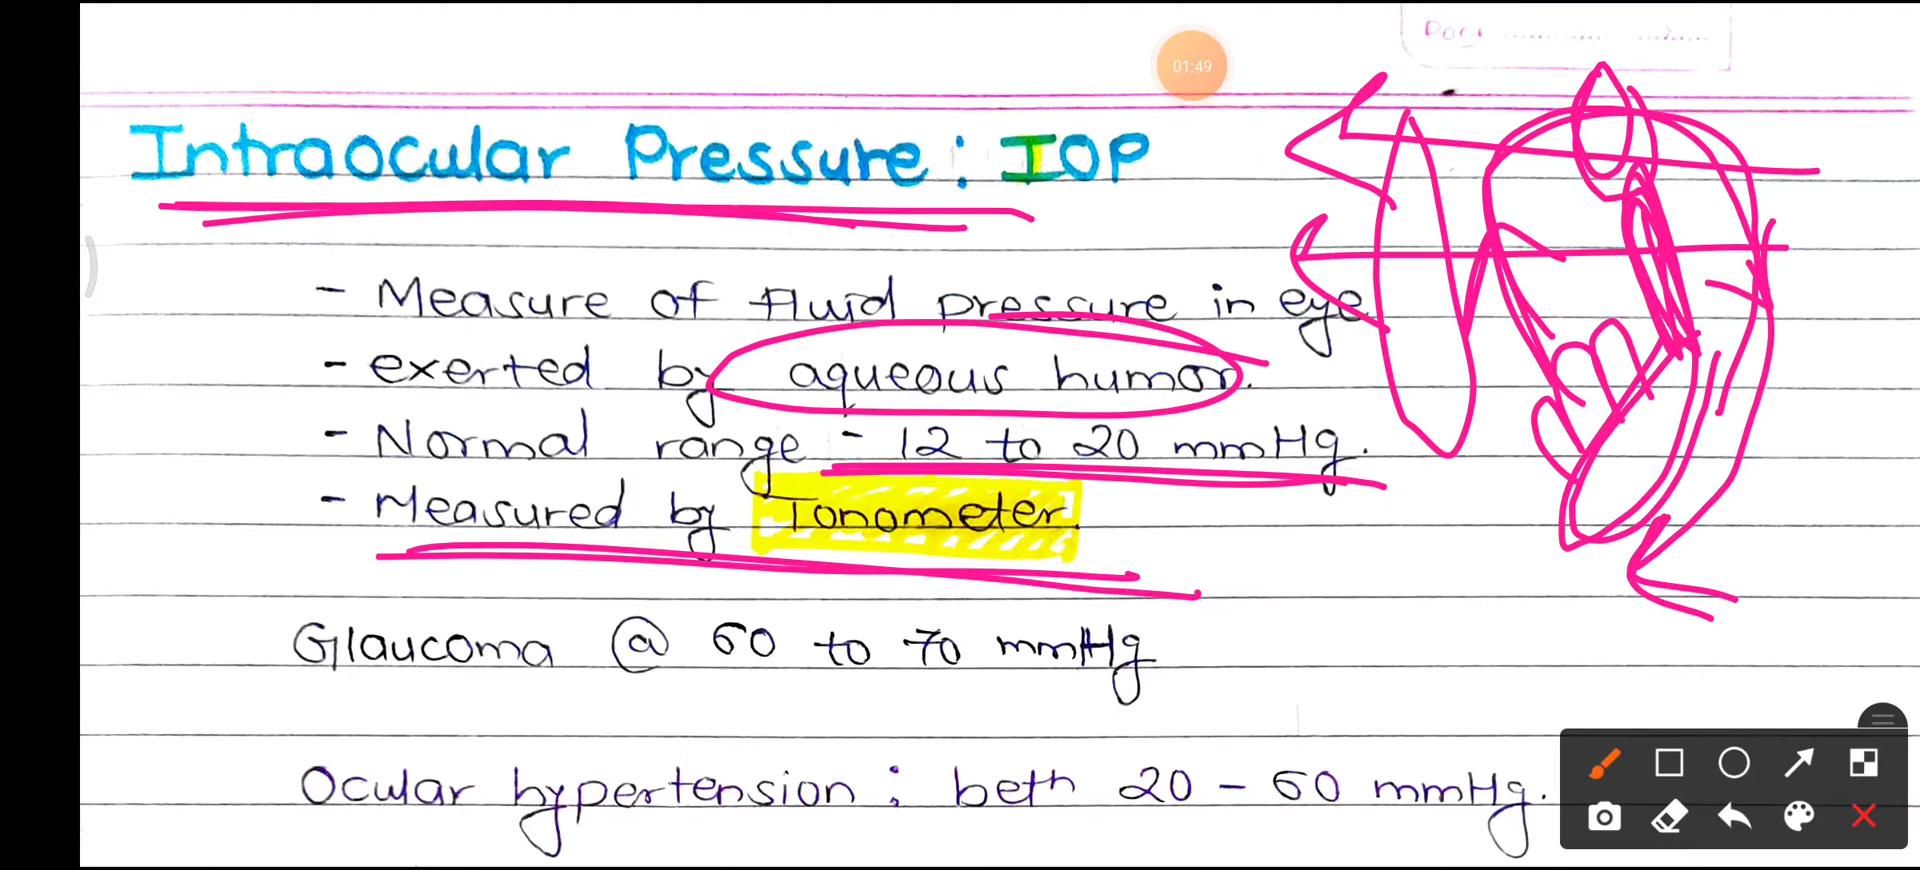 Page
01:49
Intraocular Pressure : IOP
- Measure of fluid pressure in eye
- exerted by aqueous humor.
- Normal range - 12 to 20 mmHg.
- Measured by Tonometer.
Glaucoma @ 60 to 70 mmHg
Ocular hypertension : betn 20 - 60 mmHg.